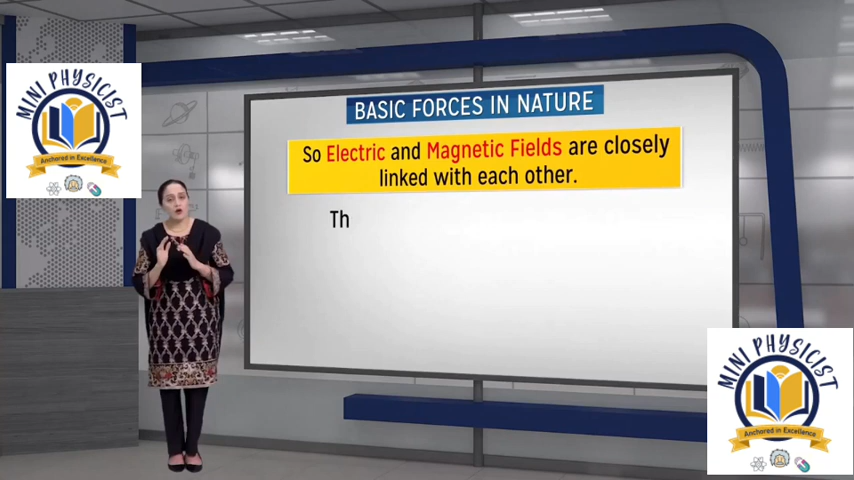 MINI PHYSICIST
Anchored in Excellence
BASIC FORCES IN NATURE
So Electric and Magnetic Fields are closely
linked with each other.
Th
MINI PHYSICIST
Anchored in Excellence